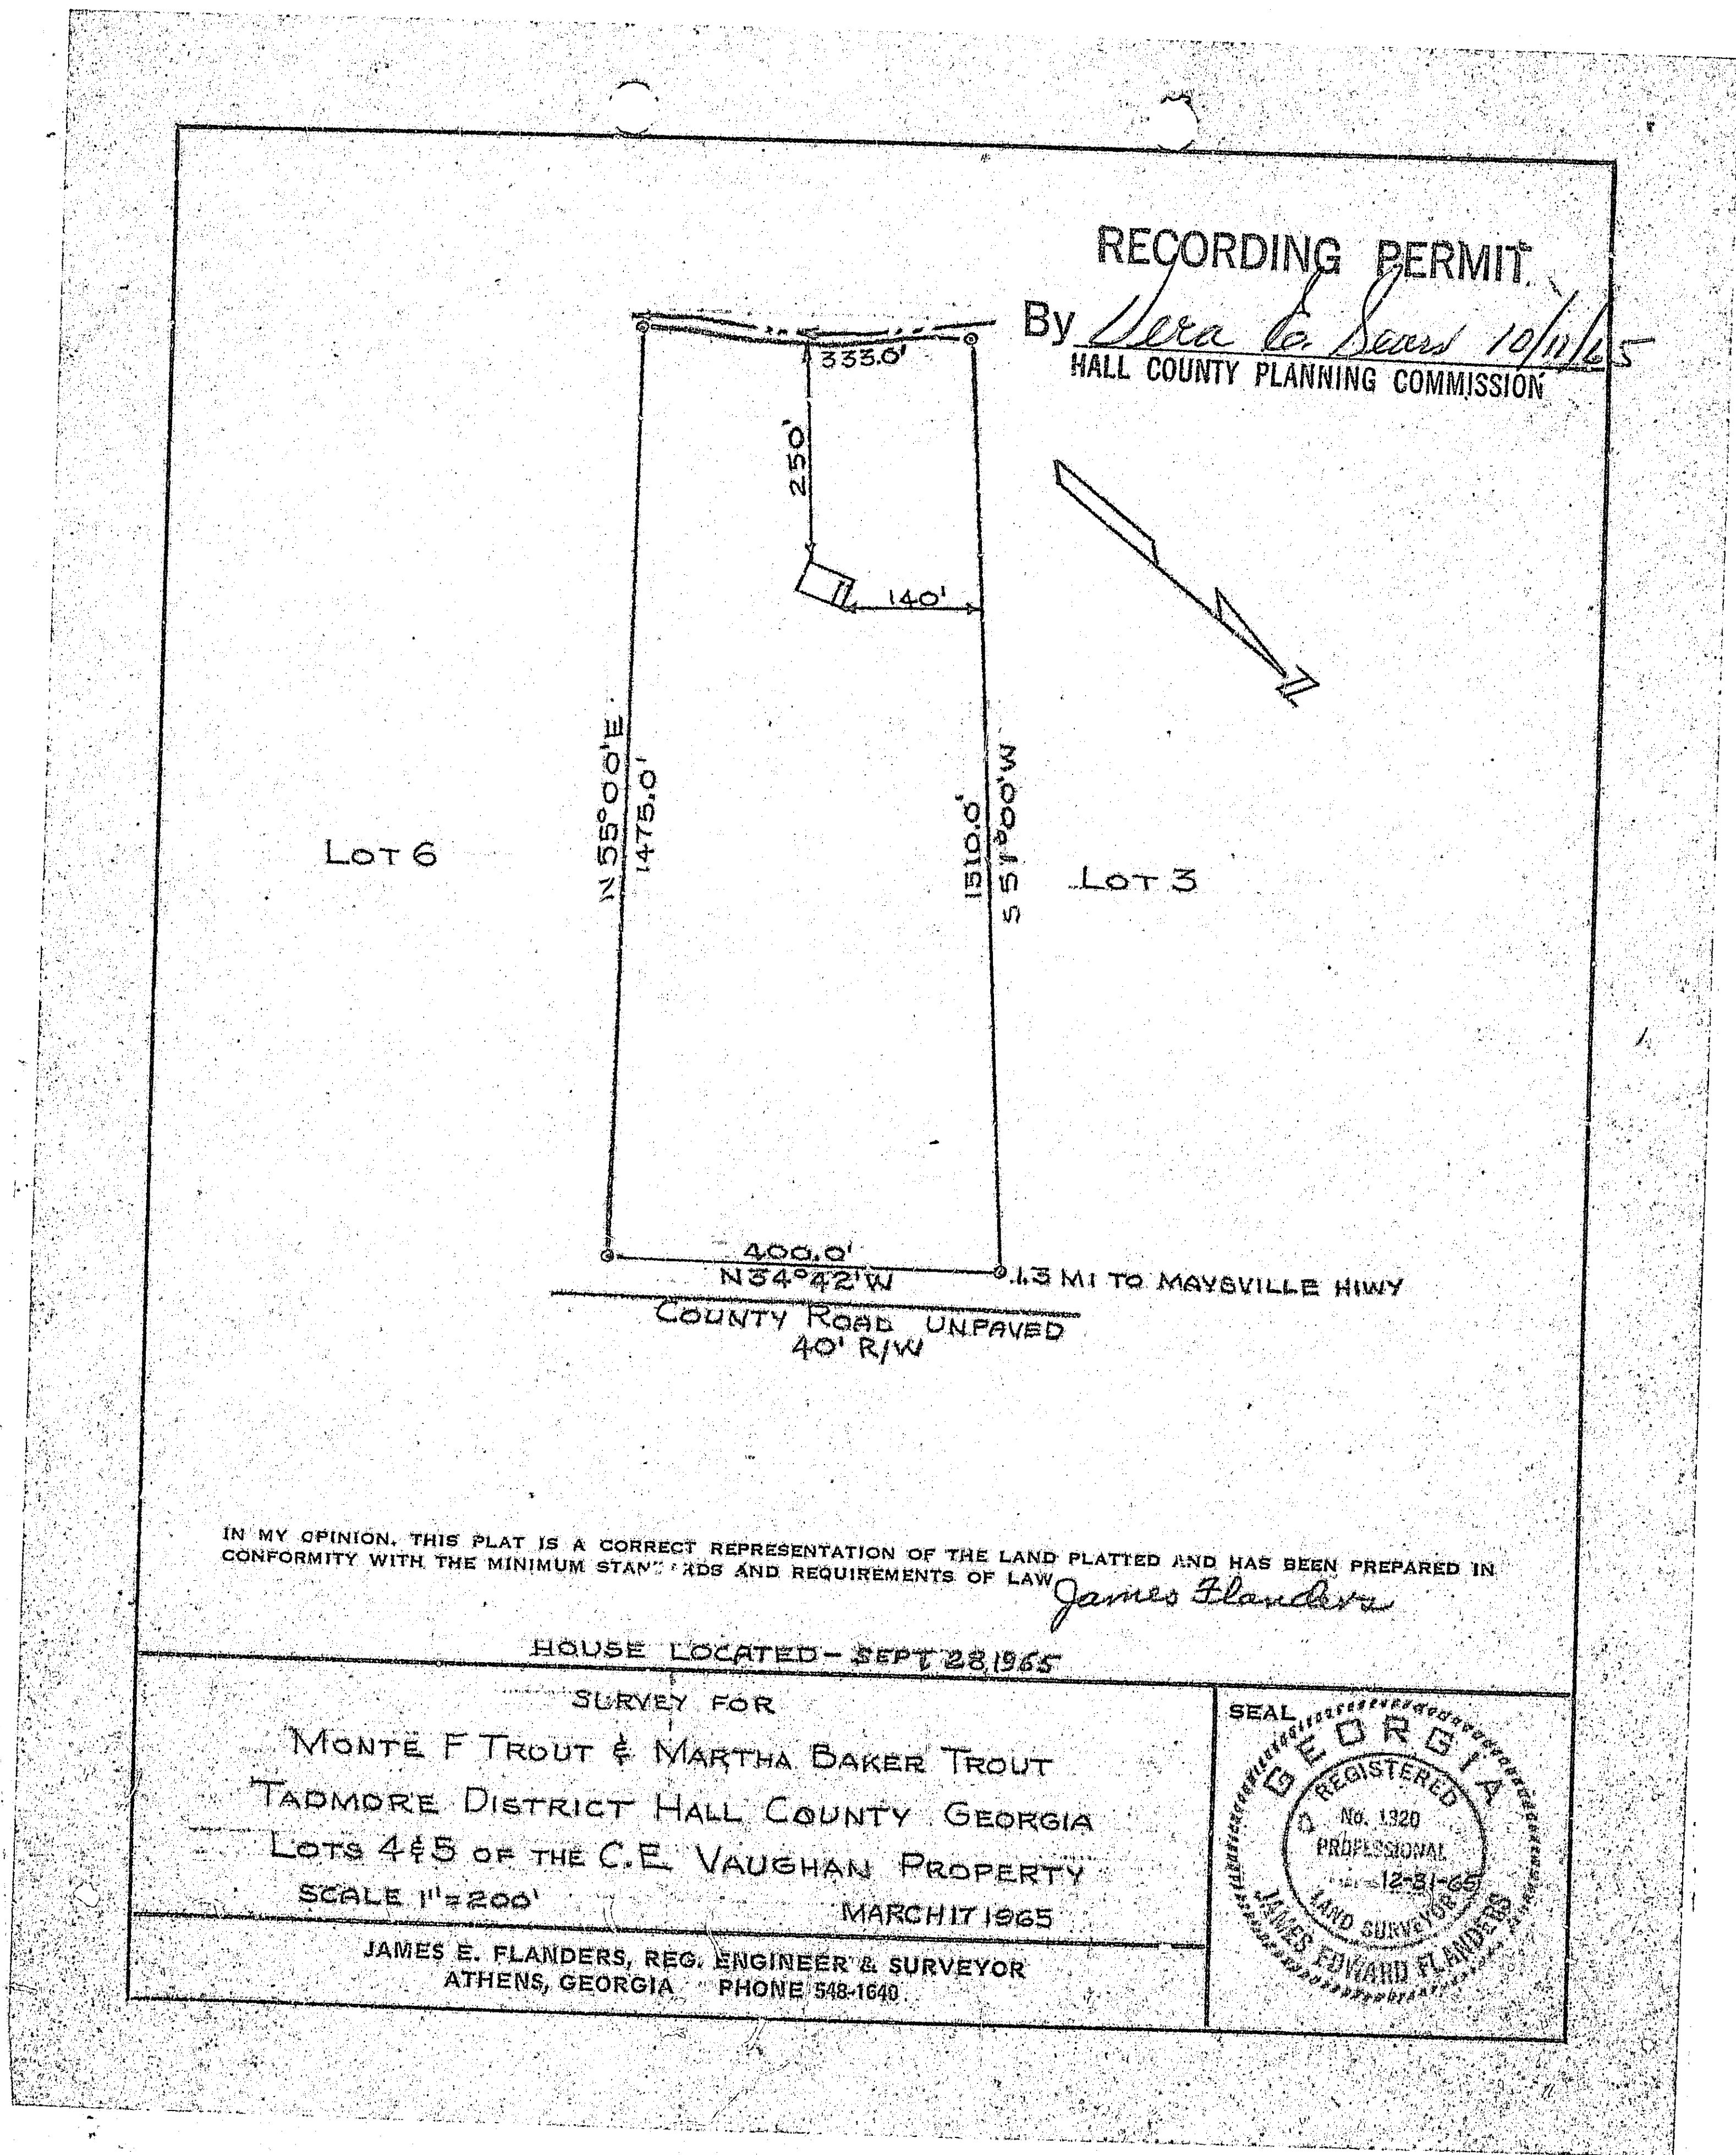 RECORDING PERMIT
By Vera E. Sears 10/11/65
HALL COUNTY PLANNING COMMISSION
333.0'
250'
140'
N 55°00'E
1475.0'
1510.0'
S 51°00'W
LOT 6
LOT 3
400.0'
N34°42'W
1.3 MI TO MAYSVILLE HIWY
COUNTY ROAD UNPAVED
40' R/W
IN MY OPINION, THIS PLAT IS A CORRECT REPRESENTATION OF THE LAND PLATTED AND HAS BEEN PREPARED IN
CONFORMITY WITH THE MINIMUM STANDARDS AND REQUIREMENTS OF LAW
James Flanders
HOUSE LOCATED - SEPT 28, 1965
SURVEY FOR
MONTE F TROUT & MARTHA BAKER TROUT
TADMORE DISTRICT HALL COUNTY GEORGIA
LOTS 4 & 5 OF THE C.E. VAUGHAN PROPERTY
SCALE 1"=200'
MARCH 17 1965
JAMES E. FLANDERS, REG. ENGINEER & SURVEYOR
ATHENS, GEORGIA PHONE 548-1640
SEAL
GEORGIA
REGISTERED
No. 1320
PROFESSIONAL
12-31-65
LAND SURVEYOR
JAMES EDWARD FLANDERS